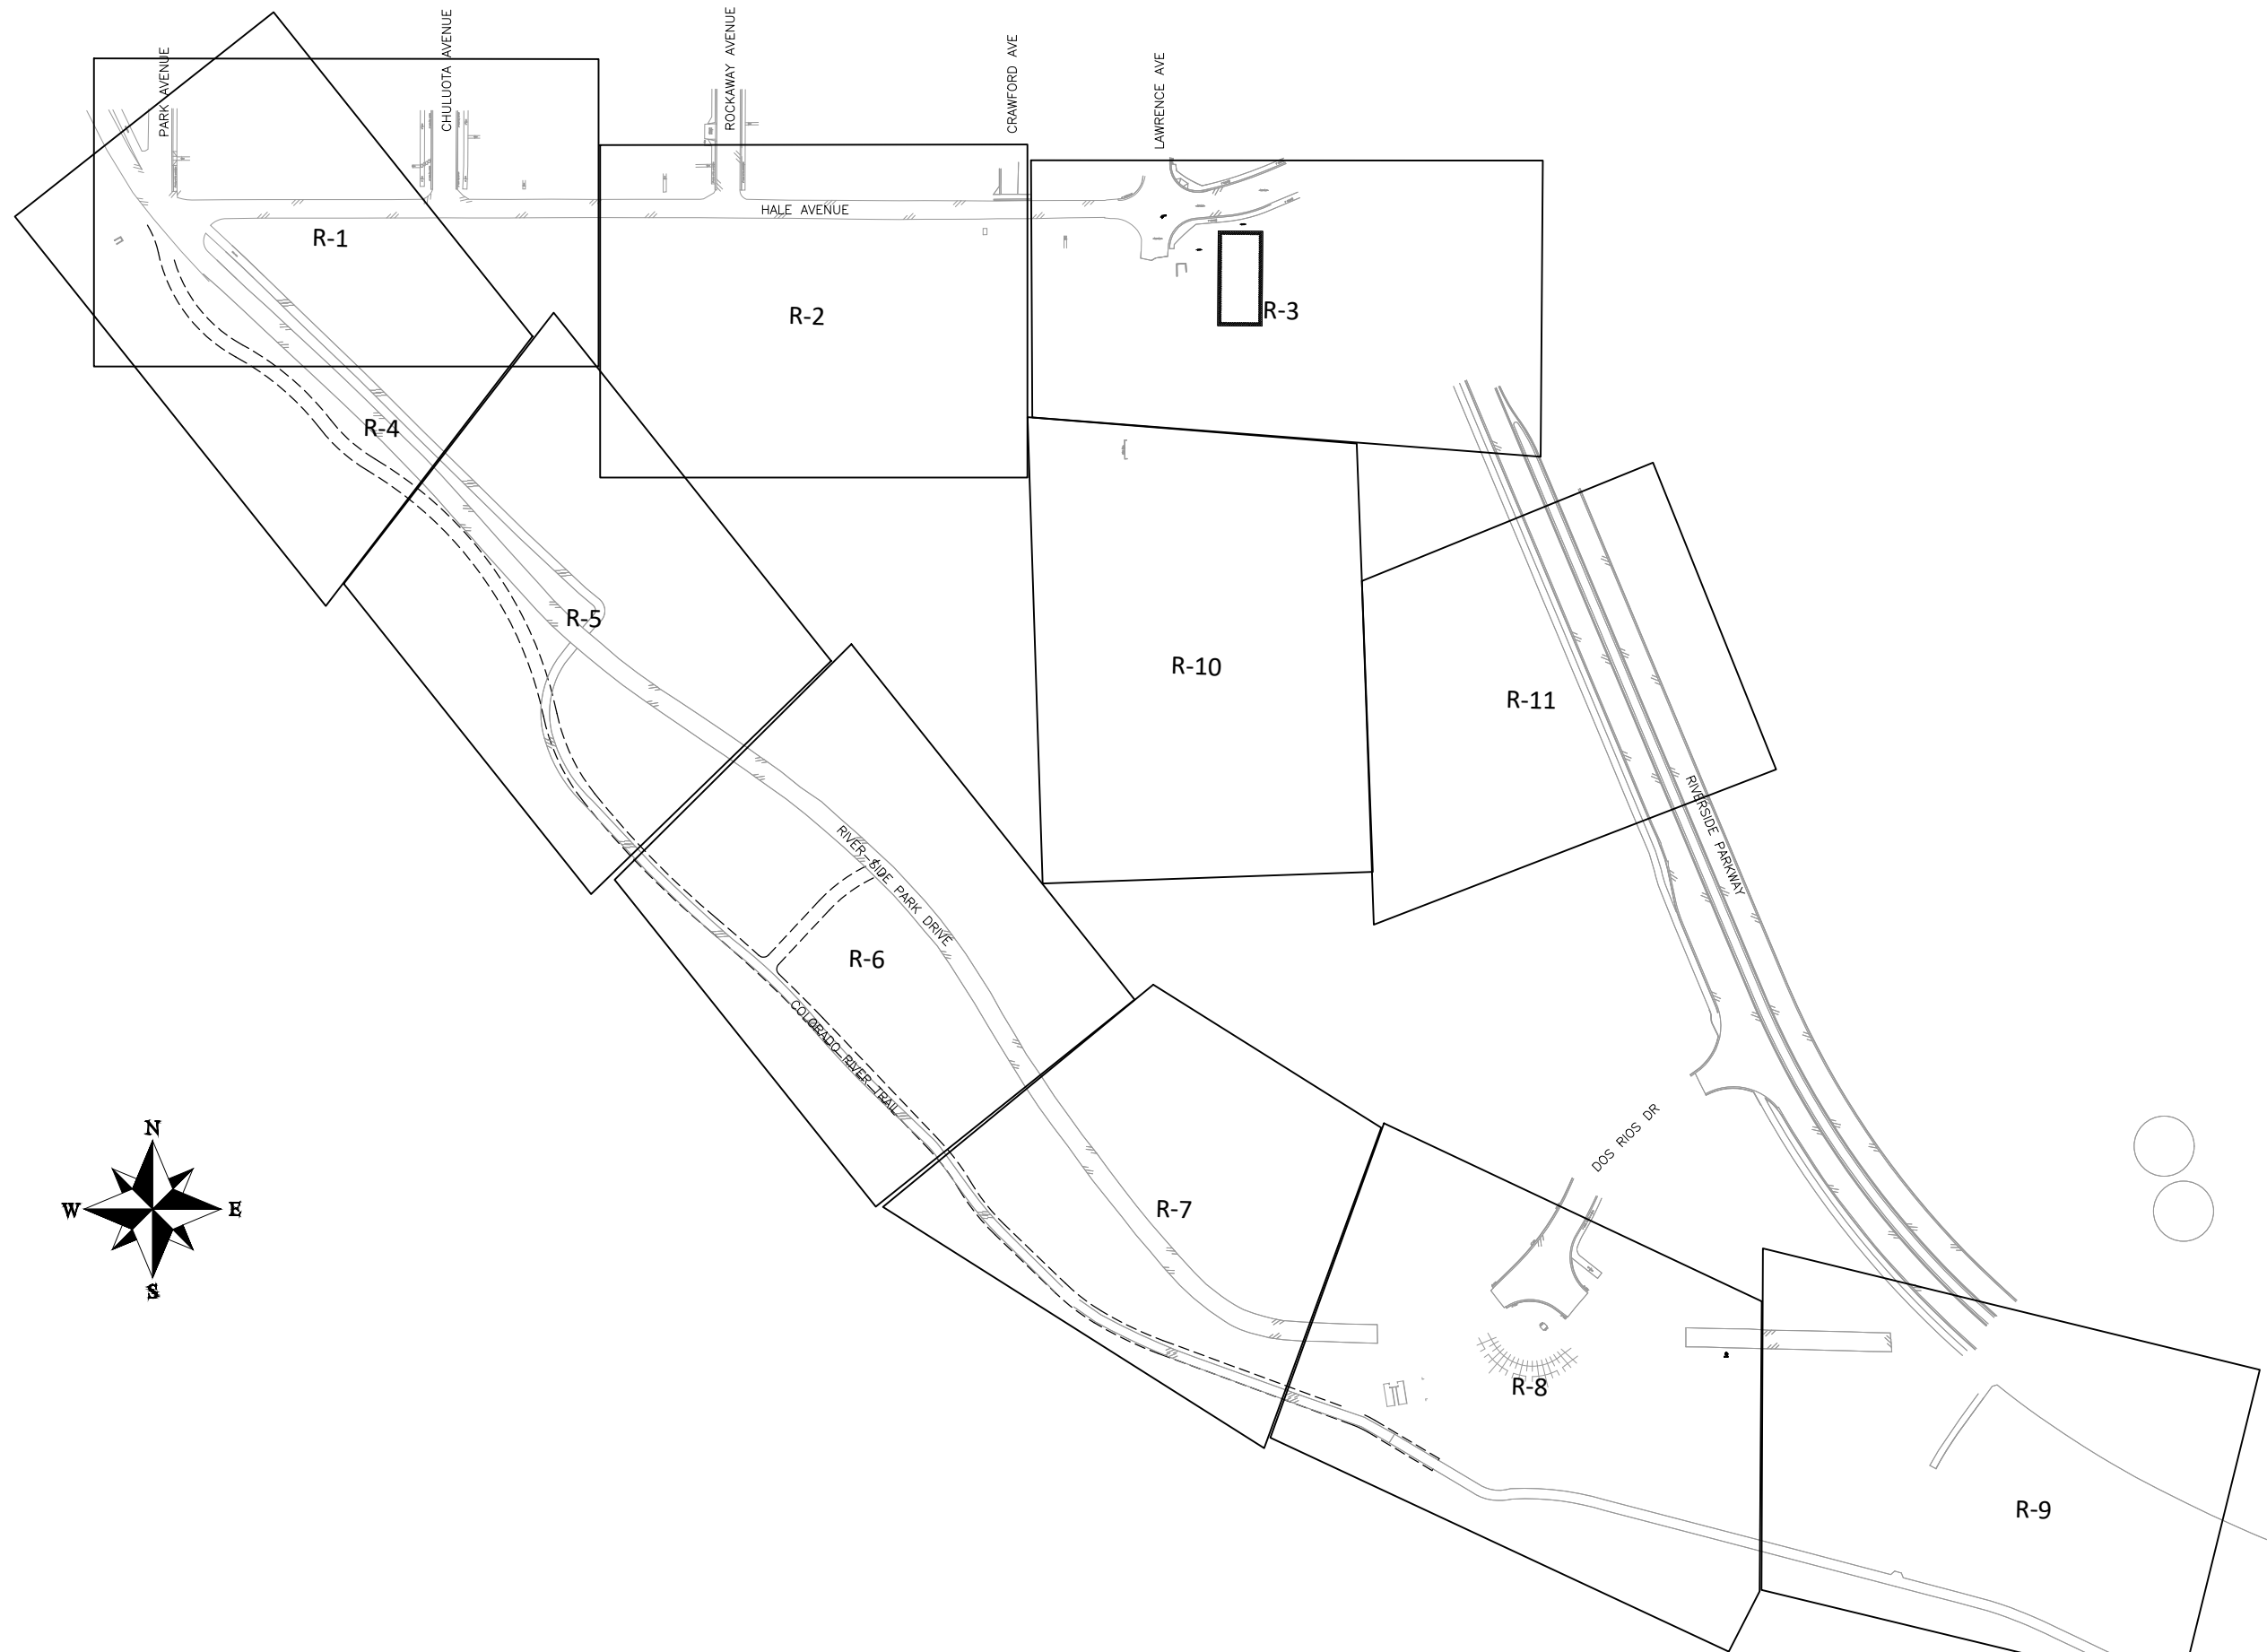 PARK AVENUE
CHULUOTA AVENUE
ROCKAWAY AVENUE
CRAWFORD AVE
LAWRENCE AVE
HALE AVENUE
R-1
R-2
R-3
R-4
R-5
R-10
R-11
RIVERSIDE PARKWAY
RIVER-SIDE PARK DRIVE
R-6
COLORADO RIVER TRAIL
DOS RIOS DR
R-7
R-8
R-9
N
W
E
S